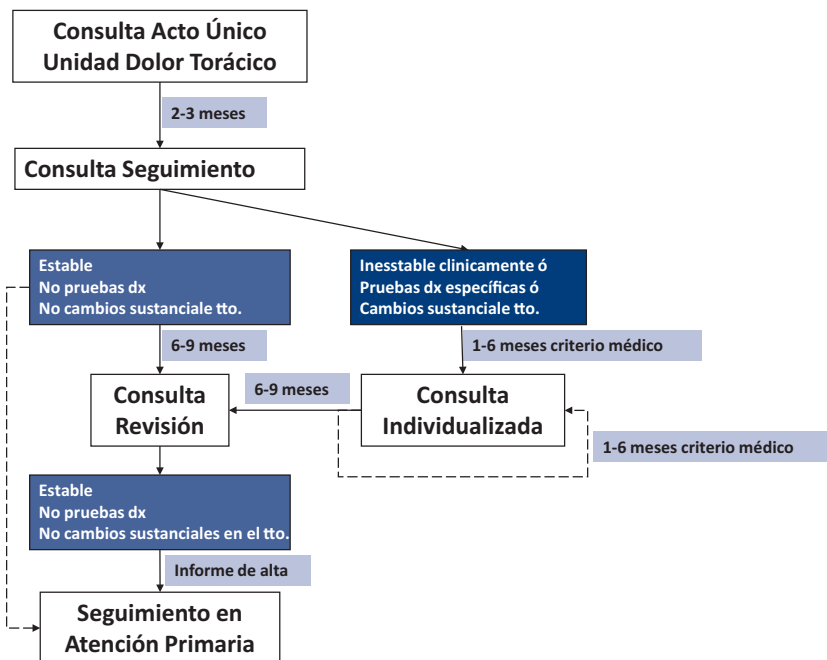 Consulta Acto Único
Unidad Dolor Torácico
2-3 meses
Consulta Seguimiento
Estable
No pruebas dx
No cambios sustanciale tto.
Inesstable clinicamente ó
Pruebas dx específicas ó
Cambios sustanciale tto.
6-9 meses
1-6 meses criterio médico
Consulta
Revisión
6-9 meses
Consulta
Individualizada
1-6 meses criterio médico
Estable
No pruebas dx
No cambios sustanciales en el tto.
Informe de alta
Seguimiento en
Atención Primaria